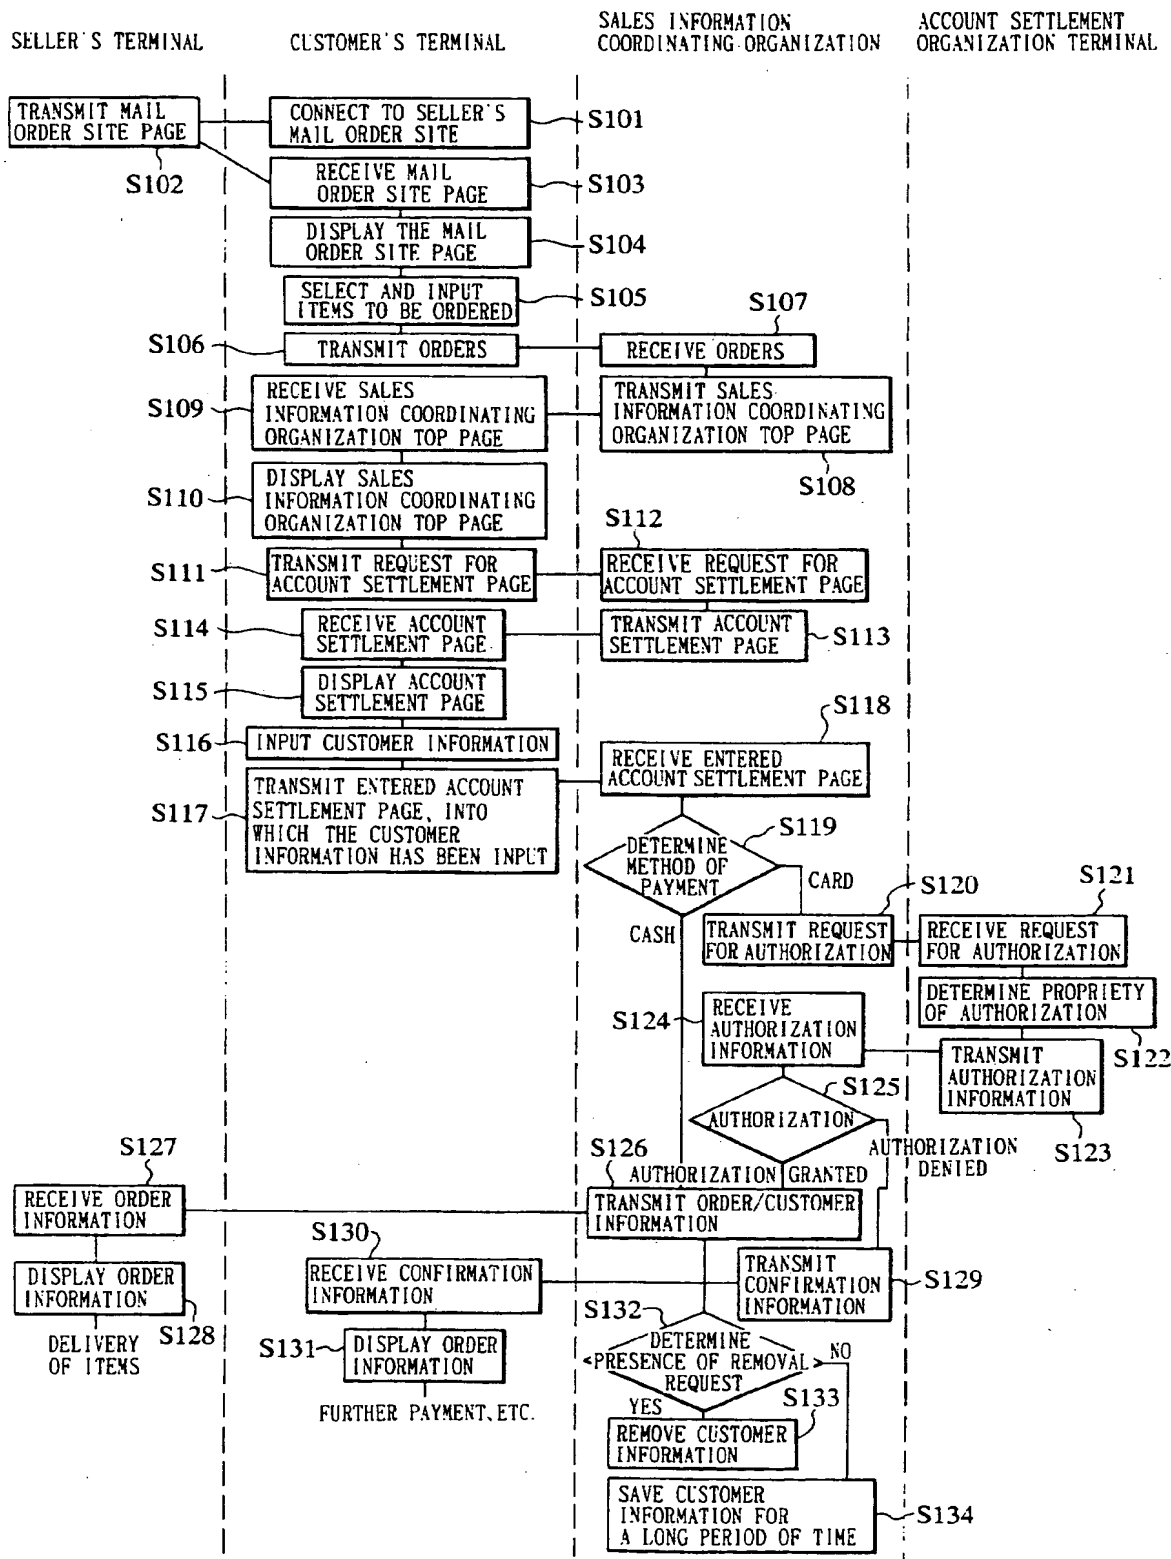 SELLER'S TERMINAL
CUSTOMER'S TERMINAL
SALES INFORMATION
COORDINATING ORGANIZATION
ACCOUNT SETTLEMENT
ORGANIZATION TERMINAL
TRANSMIT MAIL
ORDER SITE PAGE
S102
CONNECT TO SELLER'S
MAIL ORDER SITE
S101
RECEIVE MAIL
ORDER SITE PAGE
S103
DISPLAY THE MAIL
ORDER SITE PAGE
S104
SELECT AND INPUT
ITEMS TO BE ORDERED
S105
S106
TRANSMIT ORDERS
S107
RECEIVE ORDERS
S109
RECEIVE SALES
INFORMATION COORDINATING
ORGANIZATION TOP PAGE
TRANSMIT SALES
INFORMATION COORDINATING
ORGANIZATION TOP PAGE
S108
S110
DISPLAY SALES
INFORMATION COORDINATING
ORGANIZATION TOP PAGE
S112
S111
TRANSMIT REQUEST FOR
ACCOUNT SETTLEMENT PAGE
RECEIVE REQUEST FOR
ACCOUNT SETTLEMENT PAGE
S114
RECEIVE ACCOUNT
SETTLEMENT PAGE
TRANSMIT ACCOUNT
SETTLEMENT PAGE
S113
S115
DISPLAY ACCOUNT
SETTLEMENT PAGE
S116
INPUT CUSTOMER INFORMATION
S118
RECEIVE ENTERED
ACCOUNT SETTLEMENT PAGE
S117
TRANSMIT ENTERED ACCOUNT
SETTLEMENT PAGE, INTO
WHICH THE CUSTOMER
INFORMATION HAS BEEN INPUT
S119
DETERMINE
METHOD OF
PAYMENT
CARD
CASH
S120
TRANSMIT REQUEST
FOR AUTHORIZATION
S121
RECEIVE REQUEST
FOR AUTHORIZATION
DETERMINE PROPRIETY
OF AUTHORIZATION
S122
S124
RECEIVE
AUTHORIZATION
INFORMATION
TRANSMIT
AUTHORIZATION
INFORMATION
S123
S125
AUTHORIZATION
AUTHORIZATION
DENIED
AUTHORIZATION GRANTED
S127
RECEIVE ORDER
INFORMATION
S126
TRANSMIT ORDER/CUSTOMER
INFORMATION
DISPLAY ORDER
INFORMATION
S128
DELIVERY
OF ITEMS
S130
RECEIVE CONFIRMATION
INFORMATION
TRANSMIT
CONFIRMATION
INFORMATION
S129
S131
DISPLAY ORDER
INFORMATION
FURTHER PAYMENT, ETC.
S132
DETERMINE
PRESENCE OF REMOVAL
REQUEST
NO
YES
S133
REMOVE CUSTOMER
INFORMATION
SAVE CUSTOMER
INFORMATION FOR
A LONG PERIOD OF TIME
S134